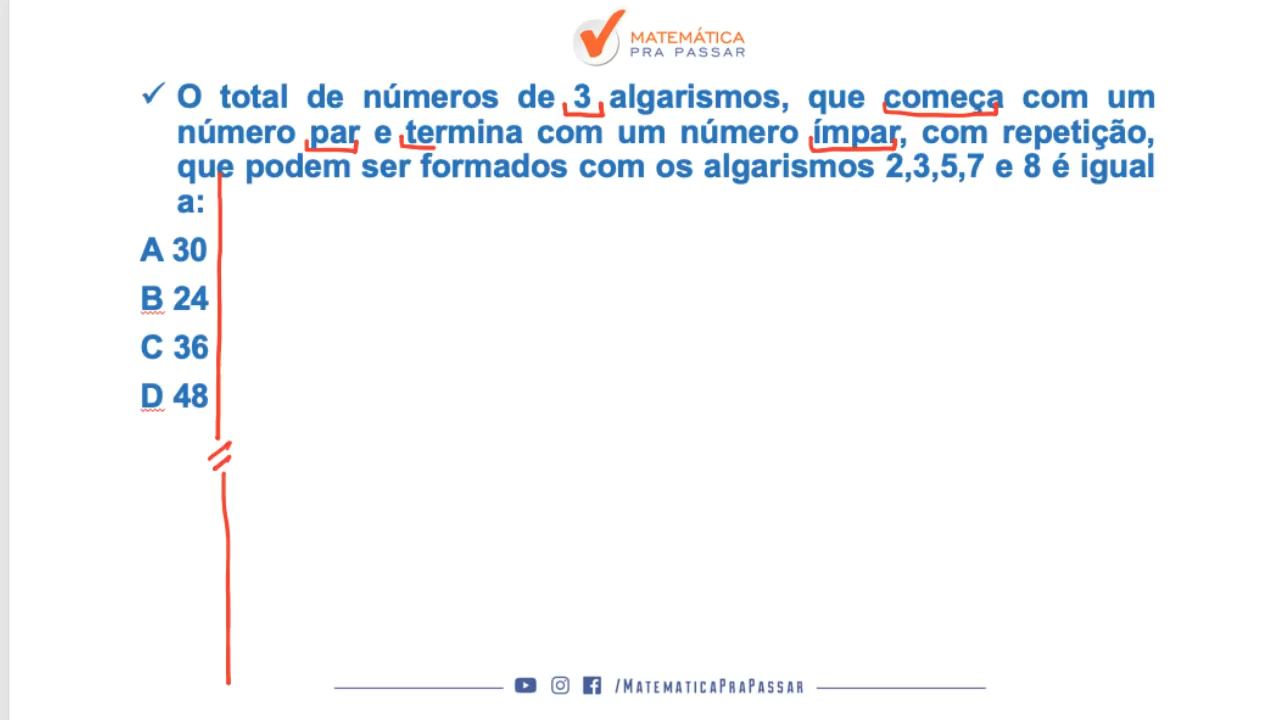 MATEMÁTICA
PRA PASSAR
✓ O total de números de 3 algarismos, que começa com um
número par e termina com um número ímpar, com repetição,
que podem ser formados com os algarismos 2,3,5,7 e 8 é igual
a:
A 30
B 24
C 36
D 48
/MATEMATICAPRAPASSAR